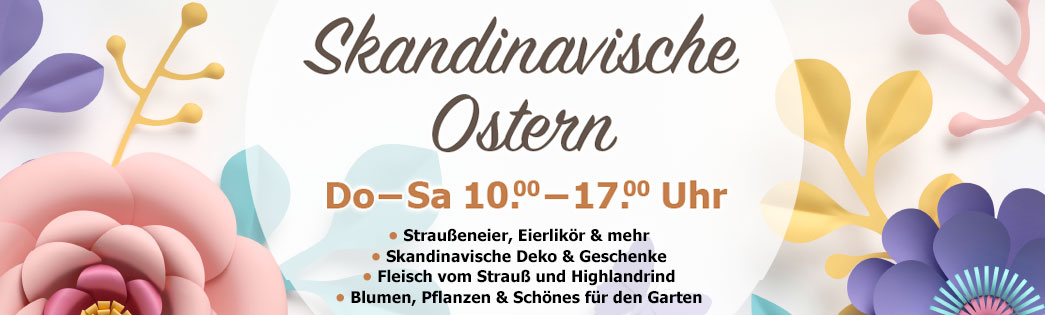 Skandinavische
Ostern
Do–Sa 10.00–17.00 Uhr
• Straußeneier, Eierlikör & mehr
• Skandinavische Deko & Geschenke
• Fleisch vom Strauß und Highlandrind
• Blumen, Pflanzen & Schönes für den Garten